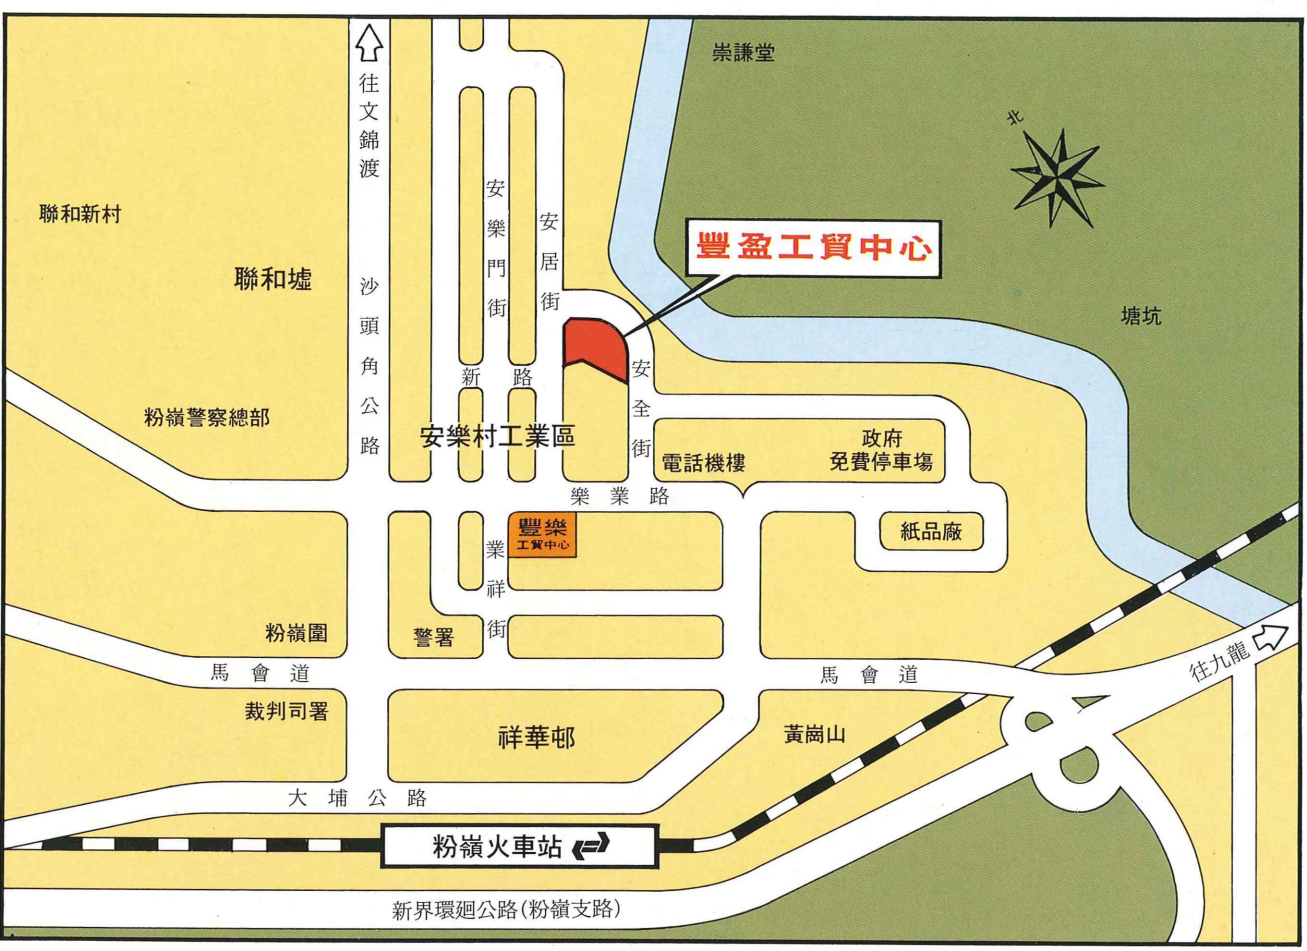 崇謙堂
北
往文錦渡
聯和新村
安樂門街
安居街
豐盈工貿中心
聯和墟
沙頭角公路
塘坑
新路
安全街
粉嶺警察總部
安樂村工業區
政府
免費停車塲
電話機樓
樂業路
豐樂
工貿中心
紙品廠
業祥街
粉嶺圍
警署
馬會道
馬會道
往九龍
裁判司署
祥華邨
黃崗山
大埔公路
粉嶺火車站
新界環廻公路(粉嶺支路)